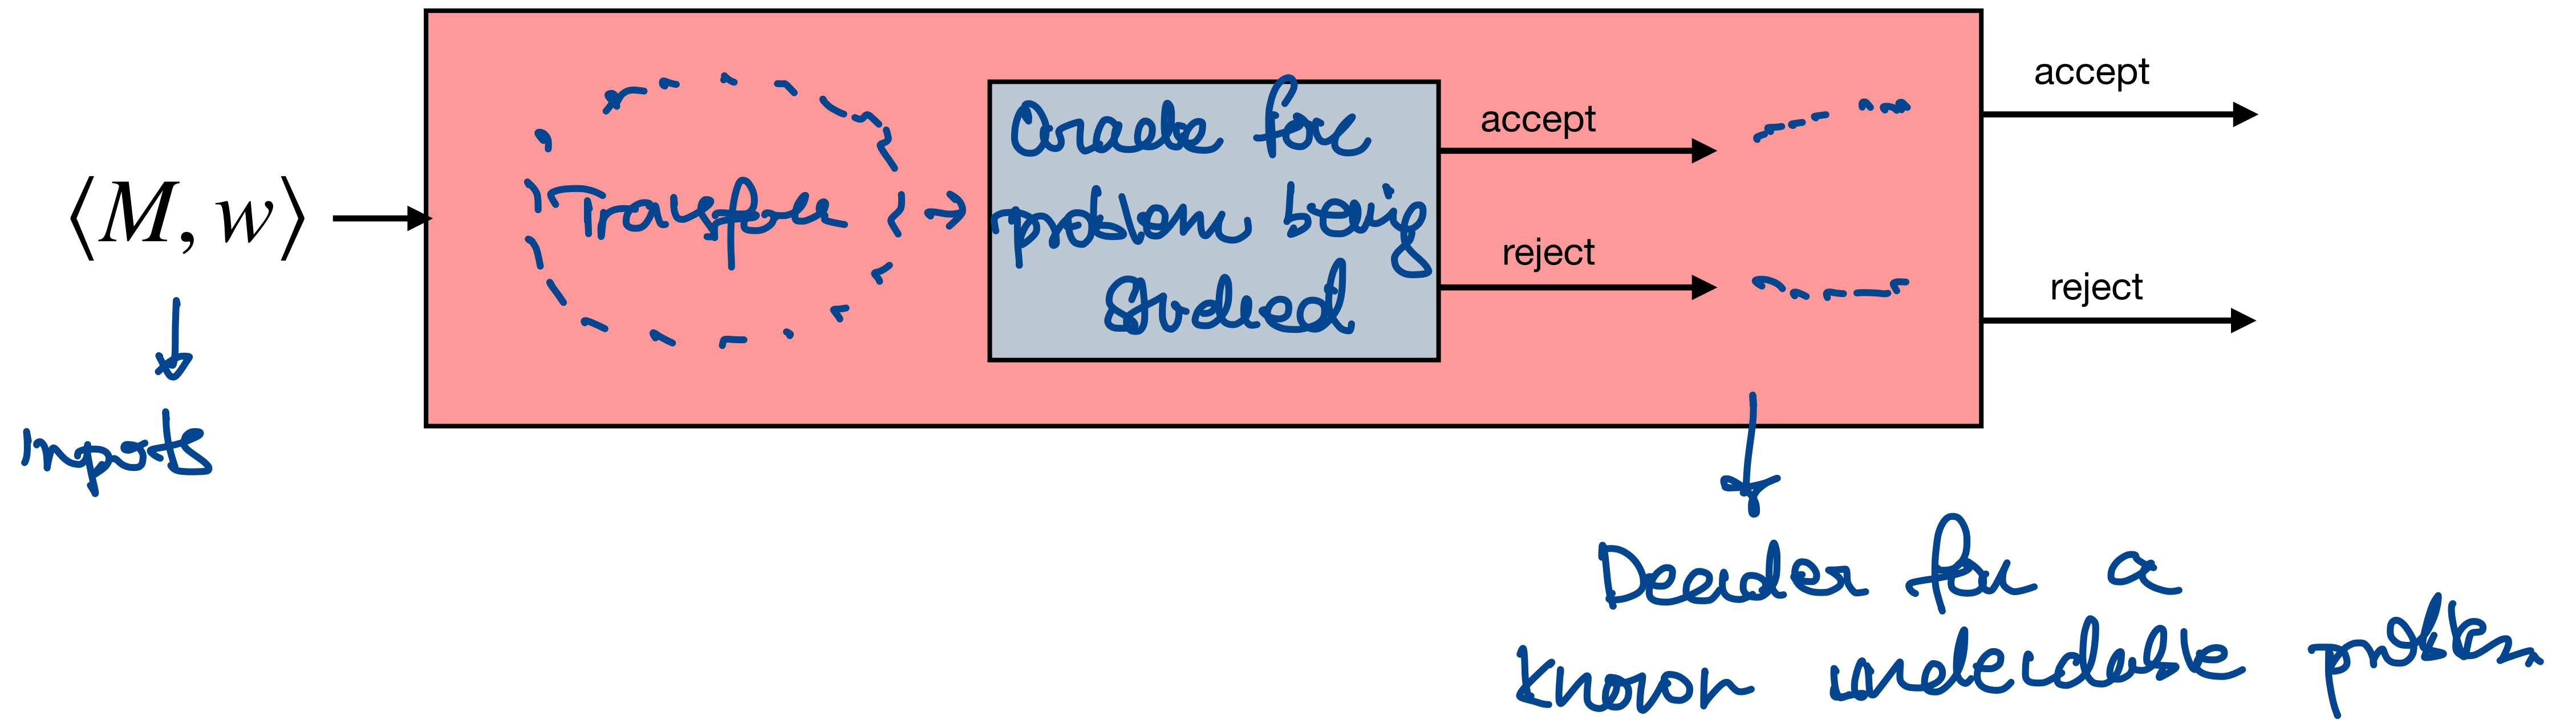 ⟨M, w⟩
Inputs
Transform
Oracle for
problem being
studied
accept
reject
accept
reject
Decider for a
known undecidable problem